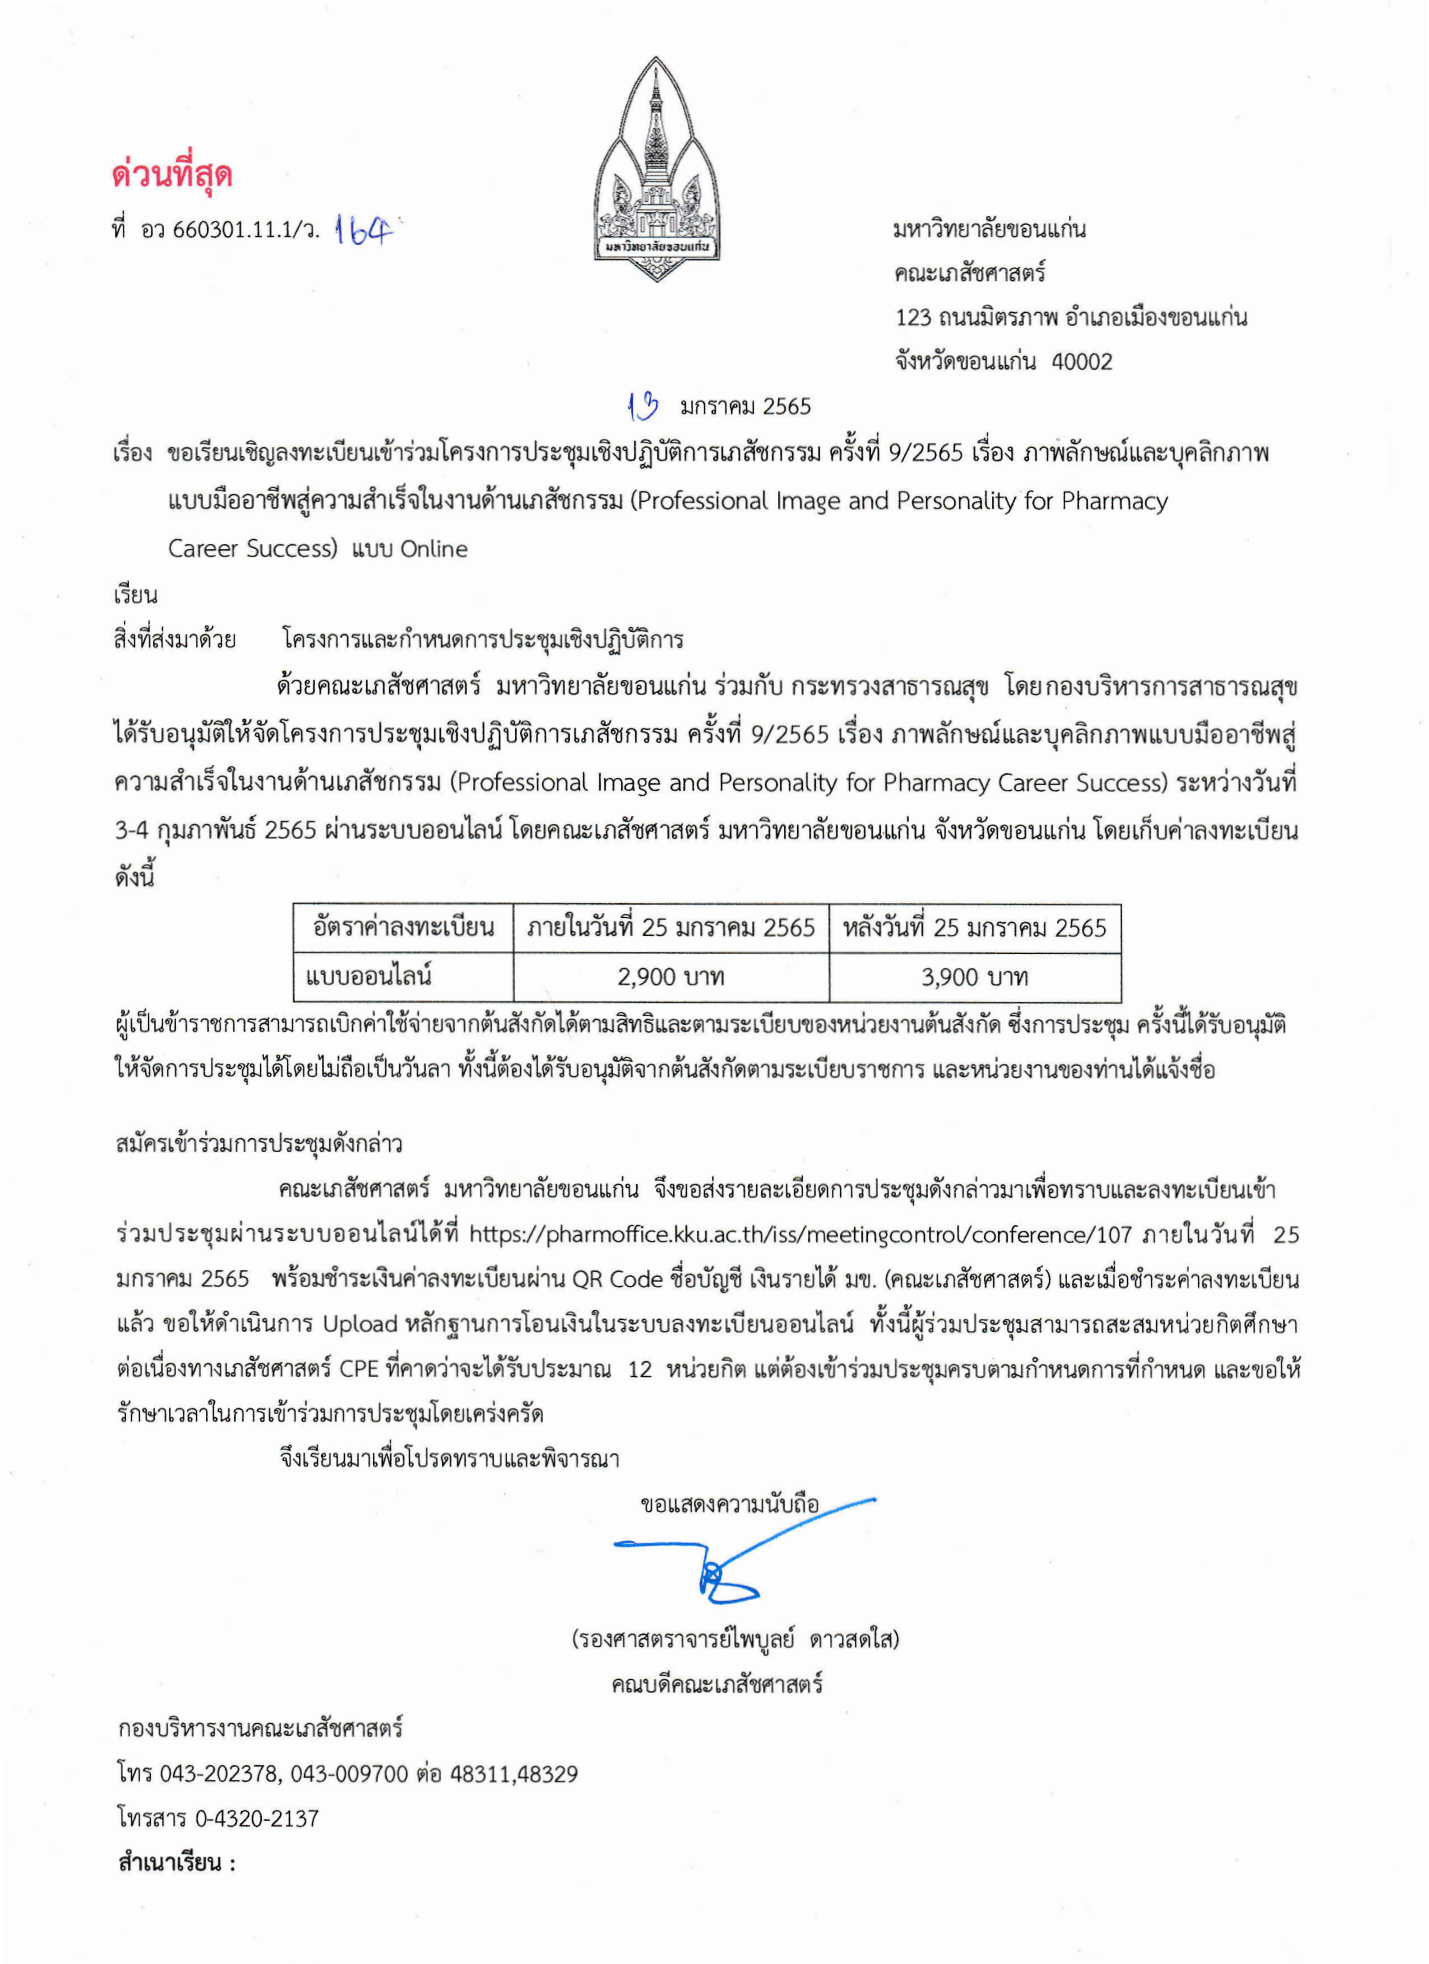 มหาวิทยาลัยขอนแก่น
ด่วนที่สุด
ที่ อว 660301.11.1/ว. 164
มหาวิทยาลัยขอนแก่น
คณะเภสัชศาสตร์
123 ถนนมิตรภาพ อำเภอเมืองขอนแก่น
จังหวัดขอนแก่น 40002
13 มกราคม 2565
เรื่อง ขอเรียนเชิญลงทะเบียนเข้าร่วมโครงการประชุมเชิงปฏิบัติการเภสัชกรรม ครั้งที่ 9/2565 เรื่อง ภาพลักษณ์และบุคลิกภาพ
แบบมืออาชีพสู่ความสำเร็จในงานด้านเภสัชกรรม (Professional Image and Personality for Pharmacy
Career Success) แบบ Online
เรียน
สิ่งที่ส่งมาด้วย โครงการและกำหนดการประชุมเชิงปฏิบัติการ
ด้วยคณะเภสัชศาสตร์ มหาวิทยาลัยขอนแก่น ร่วมกับ กระทรวงสาธารณสุข โดยกองบริหารการสาธารณสุข
ได้รับอนุมัติให้จัดโครงการประชุมเชิงปฏิบัติการเภสัชกรรม ครั้งที่ 9/2565 เรื่อง ภาพลักษณ์และบุคลิกภาพแบบมืออาชีพสู่
ความสำเร็จในงานด้านเภสัชกรรม (Professional Image and Personality for Pharmacy Career Success) ระหว่างวันที่
3-4 กุมภาพันธ์ 2565 ผ่านระบบออนไลน์ โดยคณะเภสัชศาสตร์ มหาวิทยาลัยขอนแก่น จังหวัดขอนแก่น โดยเก็บค่าลงทะเบียน
ดังนี้
อัตราค่าลงทะเบียน ภายในวันที่ 25 มกราคม 2565 หลังวันที่ 25 มกราคม 2565
แบบออนไลน์ 2,900 บาท 3,900 บาท
ผู้เป็นข้าราชการสามารถเบิกค่าใช้จ่ายจากต้นสังกัดได้ตามสิทธิและตามระเบียบของหน่วยงานต้นสังกัด ซึ่งการประชุม ครั้งนี้ได้รับอนุมัติ
ให้จัดการประชุมได้โดยไม่ถือเป็นวันลา ทั้งนี้ต้องได้รับอนุมัติจากต้นสังกัดตามระเบียบราชการ และหน่วยงานของท่านได้แจ้งชื่อ
สมัครเข้าร่วมการประชุมดังกล่าว
คณะเภสัชศาสตร์ มหาวิทยาลัยขอนแก่น จึงขอส่งรายละเอียดการประชุมดังกล่าวมาเพื่อทราบและลงทะเบียนเข้า
ร่วมประชุมผ่านระบบออนไลน์ได้ที่ https://pharmoffice.kku.ac.th/iss/meetingcontrol/conference/107 ภายในวันที่ 25
มกราคม 2565 พร้อมชำระเงินค่าลงทะเบียนผ่าน QR Code ชื่อบัญชี เงินรายได้ มข. (คณะเภสัชศาสตร์) และเมื่อชำระค่าลงทะเบียน
แล้ว ขอให้ดำเนินการ Upload หลักฐานการโอนเงินในระบบลงทะเบียนออนไลน์ ทั้งนี้ผู้ร่วมประชุมสามารถสะสมหน่วยกิตศึกษา
ต่อเนื่องทางเภสัชศาสตร์ CPE ที่คาดว่าจะได้รับประมาณ 12 หน่วยกิต แต่ต้องเข้าร่วมประชุมครบตามกำหนดการที่กำหนด และขอให้
รักษาเวลาในการเข้าร่วมการประชุมโดยเคร่งครัด
จึงเรียนมาเพื่อโปรดทราบและพิจารณา
ขอแสดงความนับถือ
(รองศาสตราจารย์ไพบูลย์ ดาวสดใส)
คณบดีคณะเภสัชศาสตร์
กองบริหารงานคณะเภสัชศาสตร์
โทร 043-202378, 043-009700 ต่อ 48311,48329
โทรสาร 0-4320-2137
สำเนาเรียน :